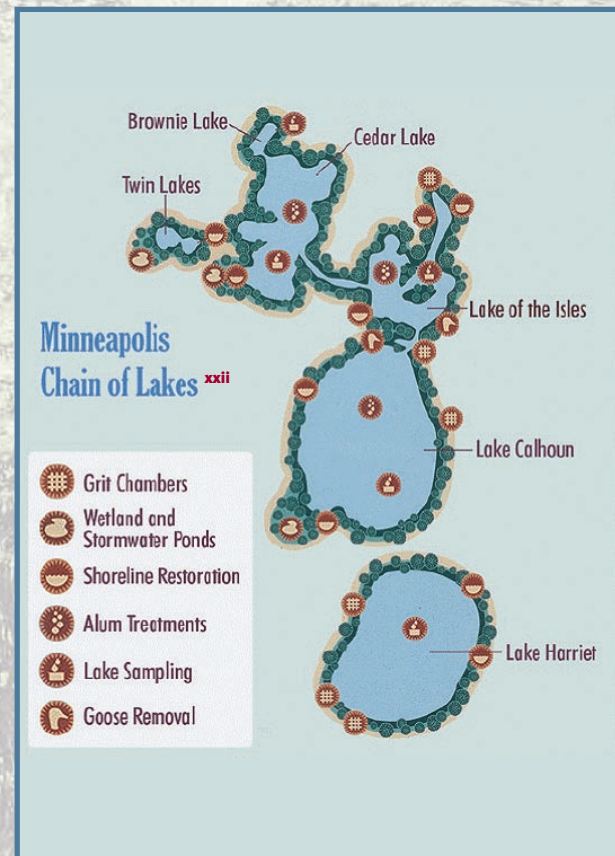 Brownie Lake
Cedar Lake
Twin Lakes
Lake of the Isles
Minneapolis
Chain of Lakes xxii
Lake Calhoun
Grit Chambers
Wetland and
Stormwater Ponds
Shoreline Restoration
Alum Treatments
Lake Sampling
Goose Removal
Lake Harriet